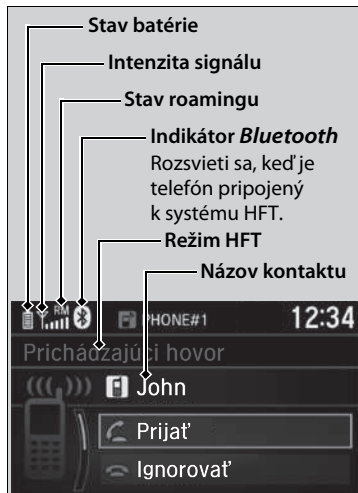 Stav batérie
Intenzita signálu
Stav roamingu
Indikátor Bluetooth
Rozsvieti sa, keď je
telefón pripojený
k systému HFT.
Režim HFT
Názov kontaktu
RM PHONE#1 12:34
Prichádzajúci hovor
John
Prijať
Ignorovať